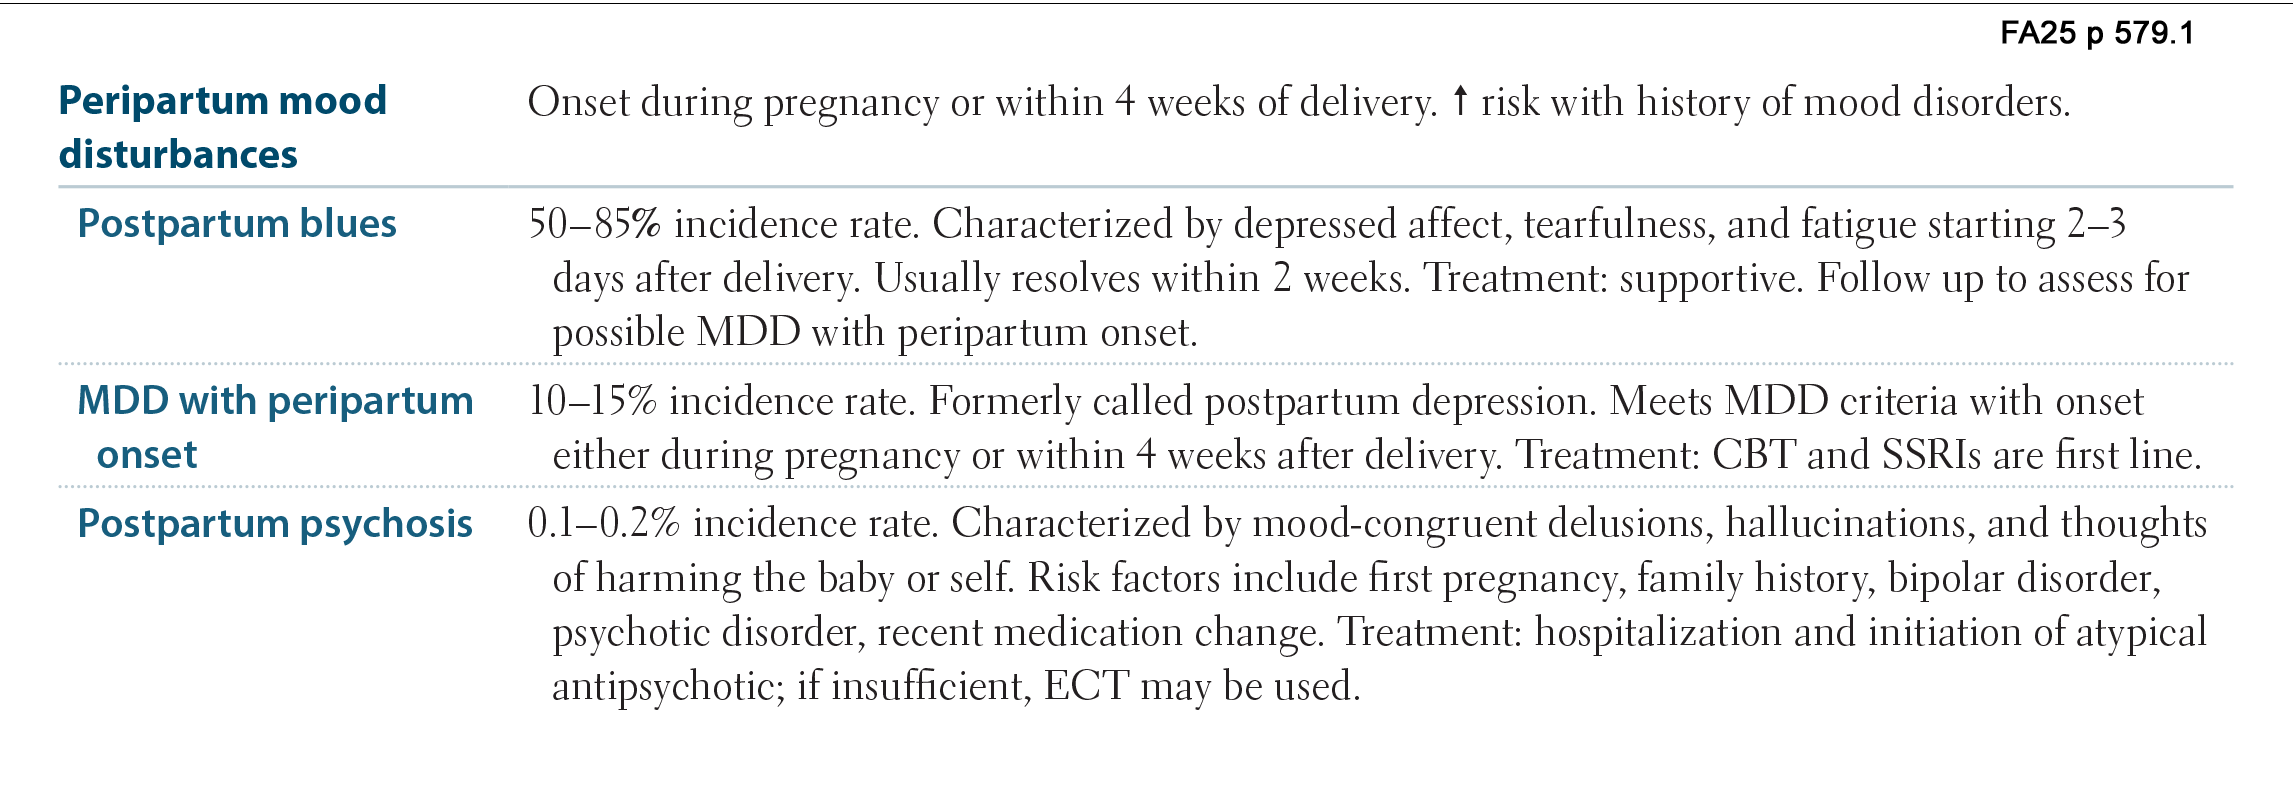 FA25 p 579.1
Peripartum mood
disturbances
Onset during pregnancy or within 4 weeks of delivery. ↑ risk with history of mood disorders.
Postpartum blues
50–85% incidence rate. Characterized by depressed affect, tearfulness, and fatigue starting 2–3
days after delivery. Usually resolves within 2 weeks. Treatment: supportive. Follow up to assess for
possible MDD with peripartum onset.
MDD with peripartum
onset
10–15% incidence rate. Formerly called postpartum depression. Meets MDD criteria with onset
either during pregnancy or within 4 weeks after delivery. Treatment: CBT and SSRIs are first line.
Postpartum psychosis
0.1–0.2% incidence rate. Characterized by mood-congruent delusions, hallucinations, and thoughts
of harming the baby or self. Risk factors include first pregnancy, family history, bipolar disorder,
psychotic disorder, recent medication change. Treatment: hospitalization and initiation of atypical
antipsychotic; if insufficient, ECT may be used.